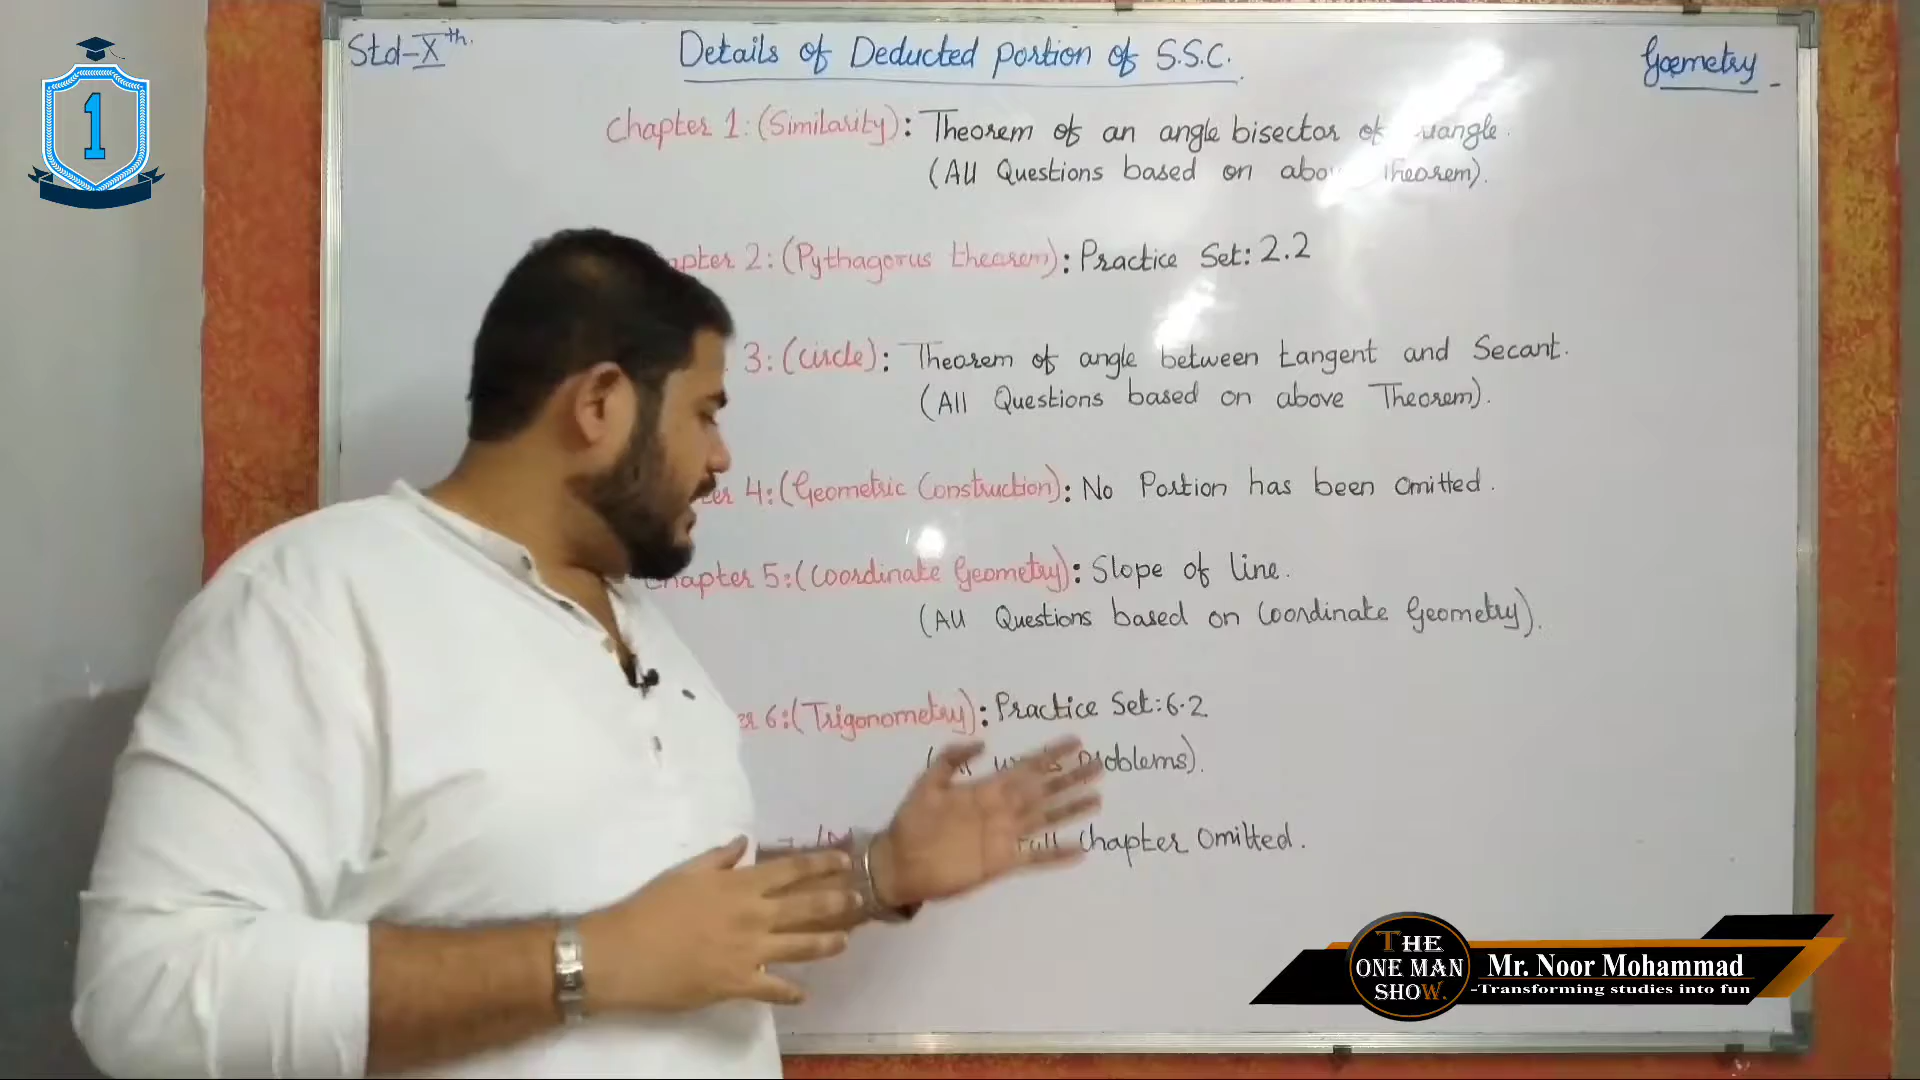 Std-Xth.
Details of Deducted Portion of S.S.C.
Goemetry
1
Chapter 1:(Similarity): Theorem of an angle bisector of
(All Questions based on Theorem).
2:(Pythagorus theorem): Practice Set: 2.2
3:(Circle): Theorem of angle between tangent and Secant.
(All Questions based on above Theorem).
4:(Geometric Construction): No Portion has been omitted.
Chapter 5:(Coordinate Geometry): Slope of line.
(All Questions based on Coordinate Geometry).
6:(Trigonometry): Practice Set:6.2
problems).
Full Chapter Omitted.
THE ONE MAN SHOW.
Mr. Noor Mohammad
-Transforming studies into fun